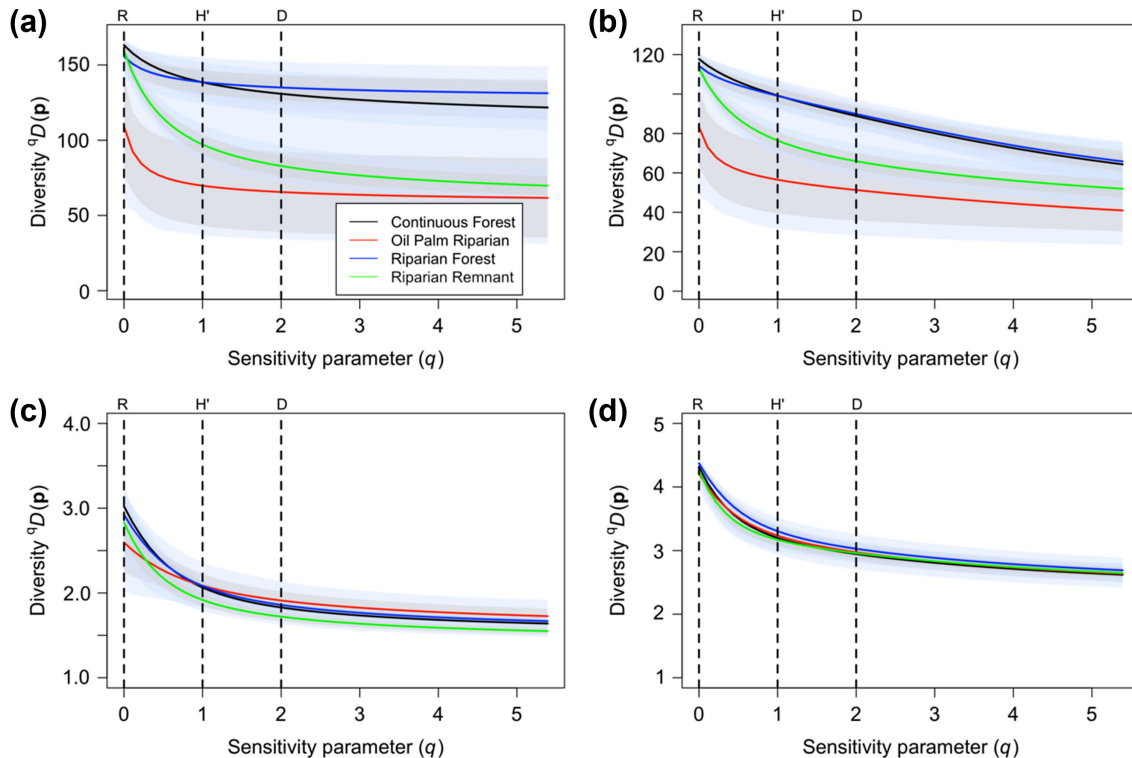 (a)
R H' D
Diversity qD(p)
150
100
50
0
Continuous Forest
Oil Palm Riparian
Riparian Forest
Riparian Remnant
0 1 2 3 4 5
Sensitivity parameter (q)
(b)
R H' D
Diversity qD(p)
120
100
80
60
40
20
0
0 1 2 3 4 5
Sensitivity parameter (q)
(c)
R H' D
Diversity qD(p)
4.0
3.0
2.0
1.0
0 1 2 3 4 5
Sensitivity parameter (q)
(d)
R H' D
Diversity qD(p)
5
4
3
2
1
0 1 2 3 4 5
Sensitivity parameter (q)